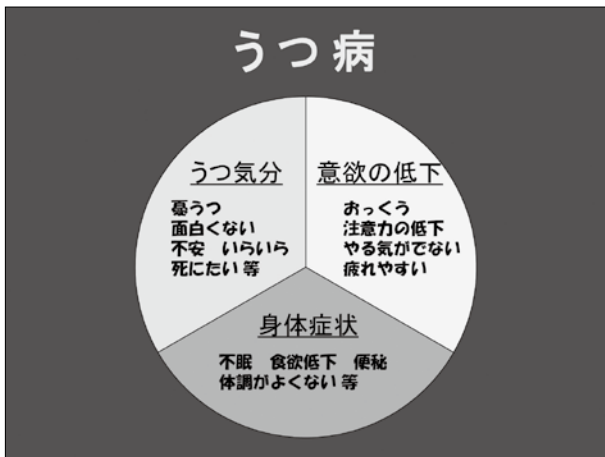 うつ病
うつ気分
憂うつ
面白くない
不安 いらいら
死にたい 等
意欲の低下
おっくう
注意力の低下
やる気がでない
疲れやすい
身体症状
不眠 食欲低下 便秘
体調がよくない 等